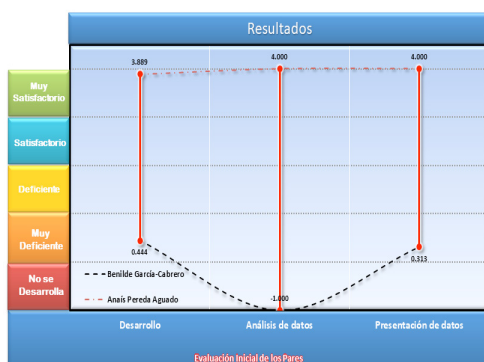 Resultados
3.889
4.000
4.000
Muy
Satisfactorio
Satisfactorio
Deficiente
Muy
Deficiente
0.444
0.313
No se
Desarrolla
Benilde García-Cabrero
Anaís Pereda Aguado
-1.000
Desarrollo
Análisis de datos
Presentación de datos
Evaluación Inicial de los Pares